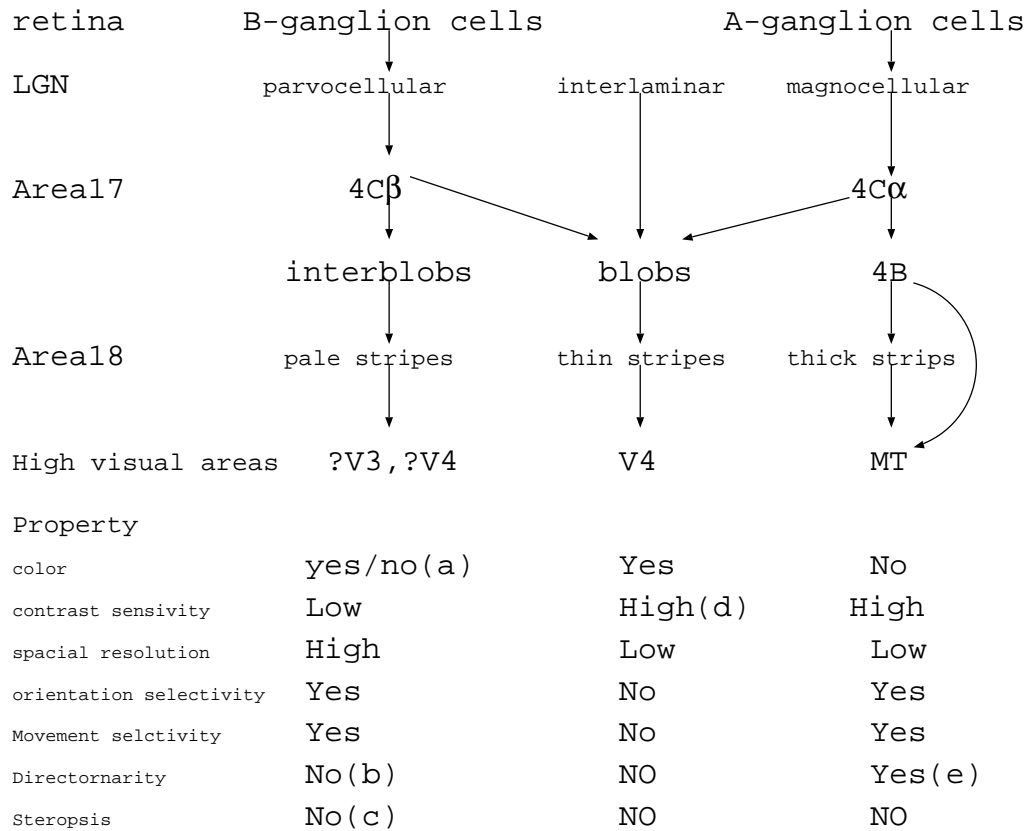 retina B-ganglion cells A-ganglion cells
LGN parvocellular interlaminar magnocellular
Area17 4Cβ 4Cα
interblobs blobs 4B
Area18 pale stripes thin stripes thick strips
High visual areas ?V3,?V4 V4 MT
Property
color yes/no(a) Yes No
contrast sensivity Low High(d) High
spacial resolution High Low Low
orientation selectivity Yes No Yes
Movement selctivity Yes No Yes
Directornarity No(b) NO Yes(e)
Steropsis No(c) NO NO